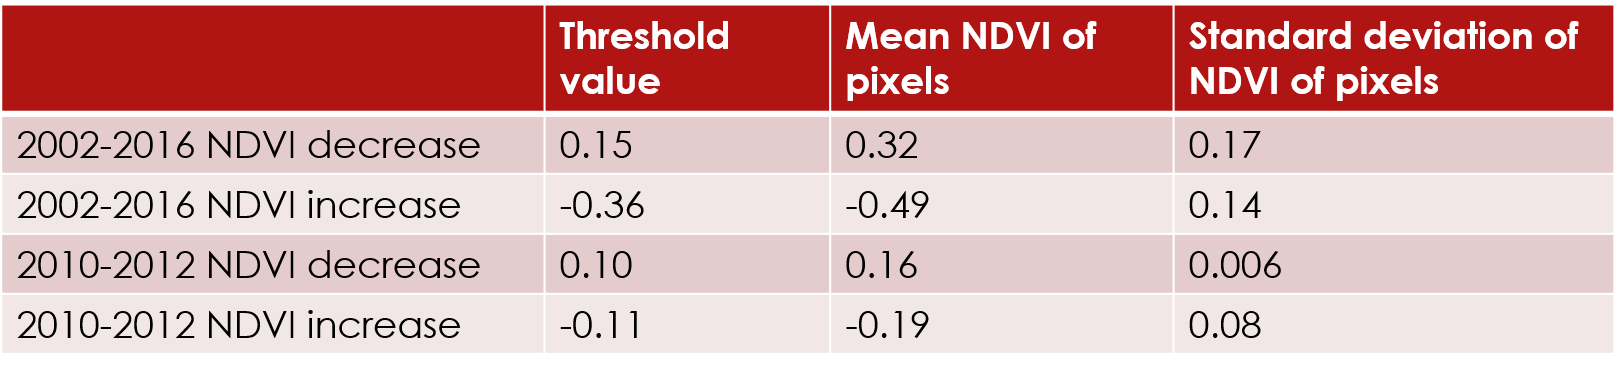 Threshold value Mean NDVI of pixels Standard deviation of NDVI of pixels
2002-2016 NDVI decrease 0.15 0.32 0.17
2002-2016 NDVI increase -0.36 -0.49 0.14
2010-2012 NDVI decrease 0.10 0.16 0.006
2010-2012 NDVI increase -0.11 -0.19 0.08